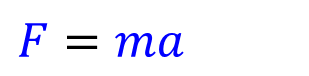 F = ma